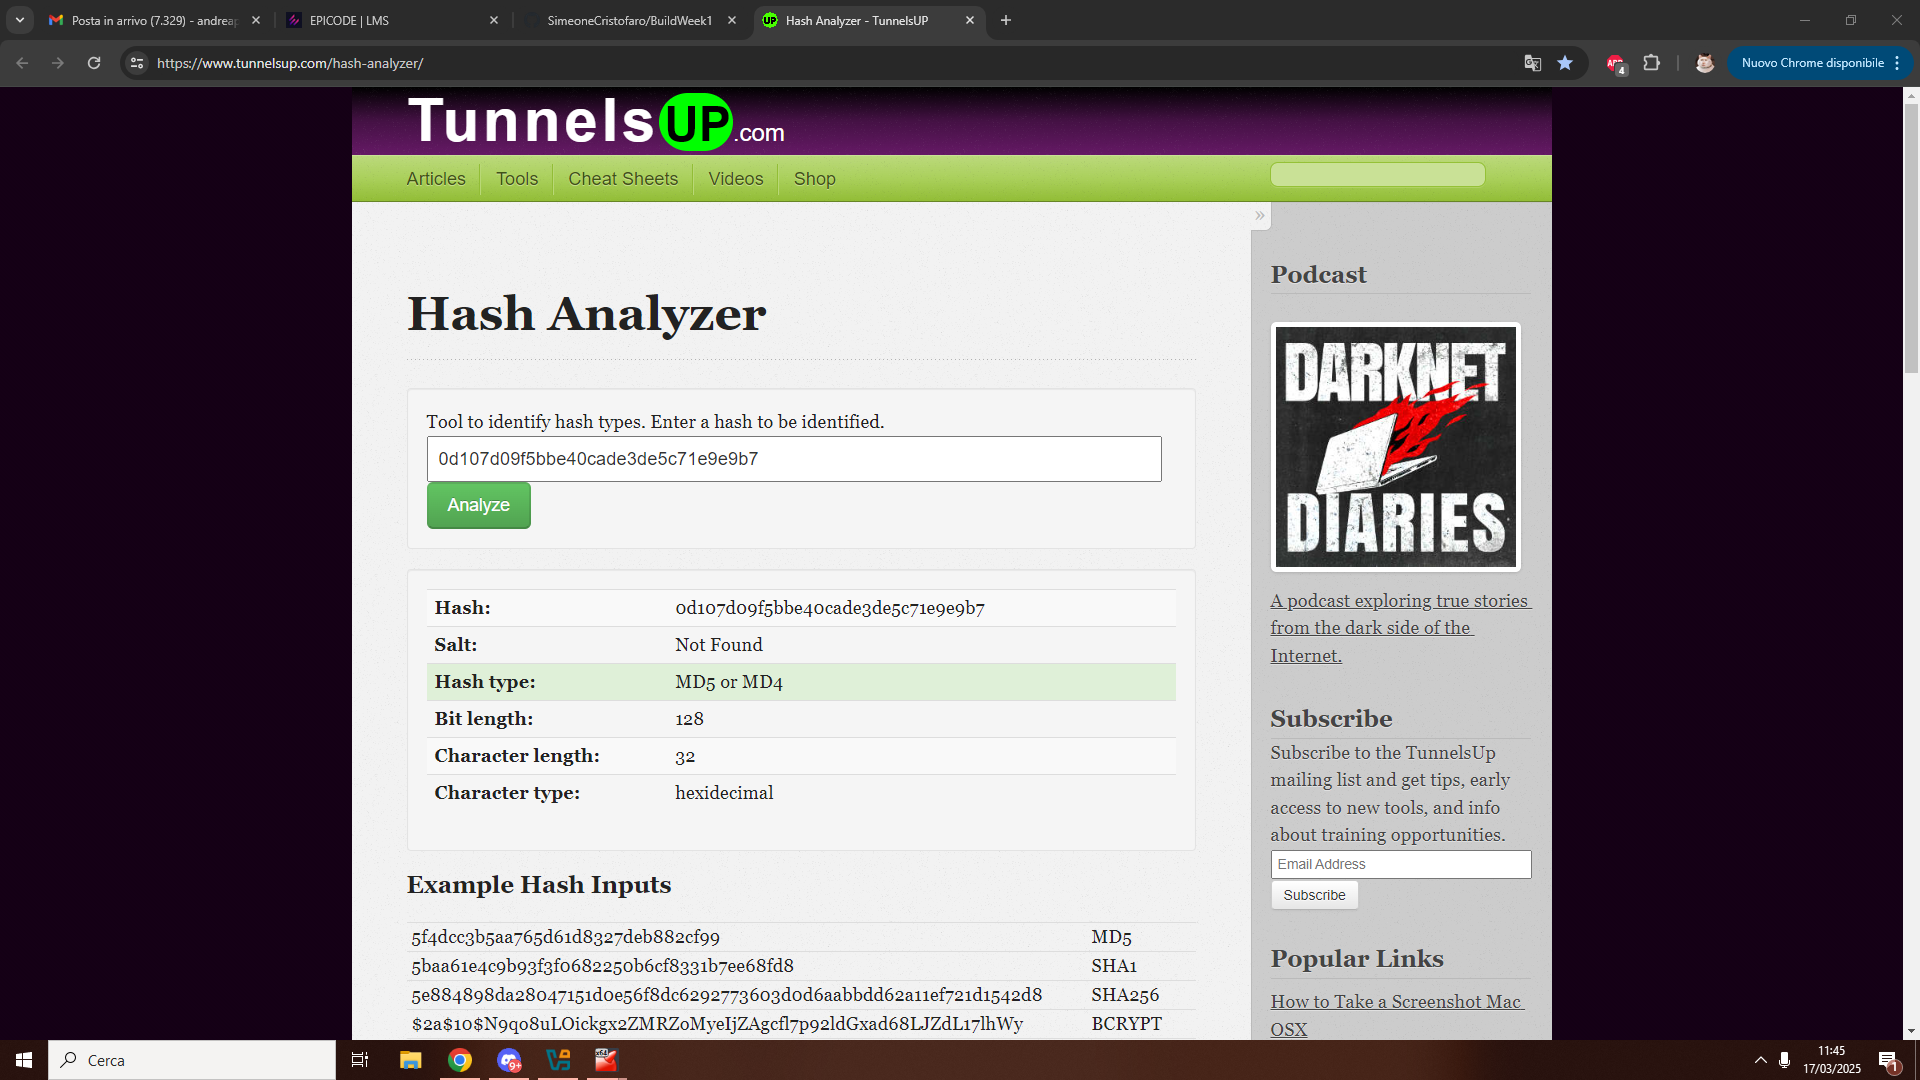 Posta in arrivo (7.329) - andreap
EPICODE | LMS
SimeoneCristofaro/BuildWeek1
Hash Analyzer - TunnelsUP
https://www.tunnelsup.com/hash-analyzer/
ABP
4
Nuovo Chrome disponibile
TunnelsUP.com
Articles
Tools
Cheat Sheets
Videos
Shop
»
Hash Analyzer
Tool to identify hash types. Enter a hash to be identified.
0d107d09f5bbe40cade3de5c71e9e9b7
Analyze
Hash: 0d107d09f5bbe40cade3de5c71e9e9b7
Salt: Not Found
Hash type: MD5 or MD4
Bit length: 128
Character length: 32
Character type: hexidecimal
Example Hash Inputs
5f4dcc3b5aa765d61d8327deb882cf99 MD5
5baa61e4c9b93f3f0682250b6cf8331b7ee68fd8 SHA1
5e884898da28047151d0e56f8dc6292773603d0d6aabbdd62a11ef721d1542d8 SHA256
$2a$10$N9qo8uLOickgx2ZMRZoMyeIjZAgcfl7p92ldGxad68LJZdL17lhWy BCRYPT
Podcast
DARKNET
DIARIES
A podcast exploring true stories
from the dark side of the
Internet.
Subscribe
Subscribe to the TunnelsUp
mailing list and get tips, early
access to new tools, and info
about training opportunities.
Email Address
Subscribe
Popular Links
How to Take a Screenshot Mac
OSX
Cerca
9+
x64
11:45
17/03/2025
1